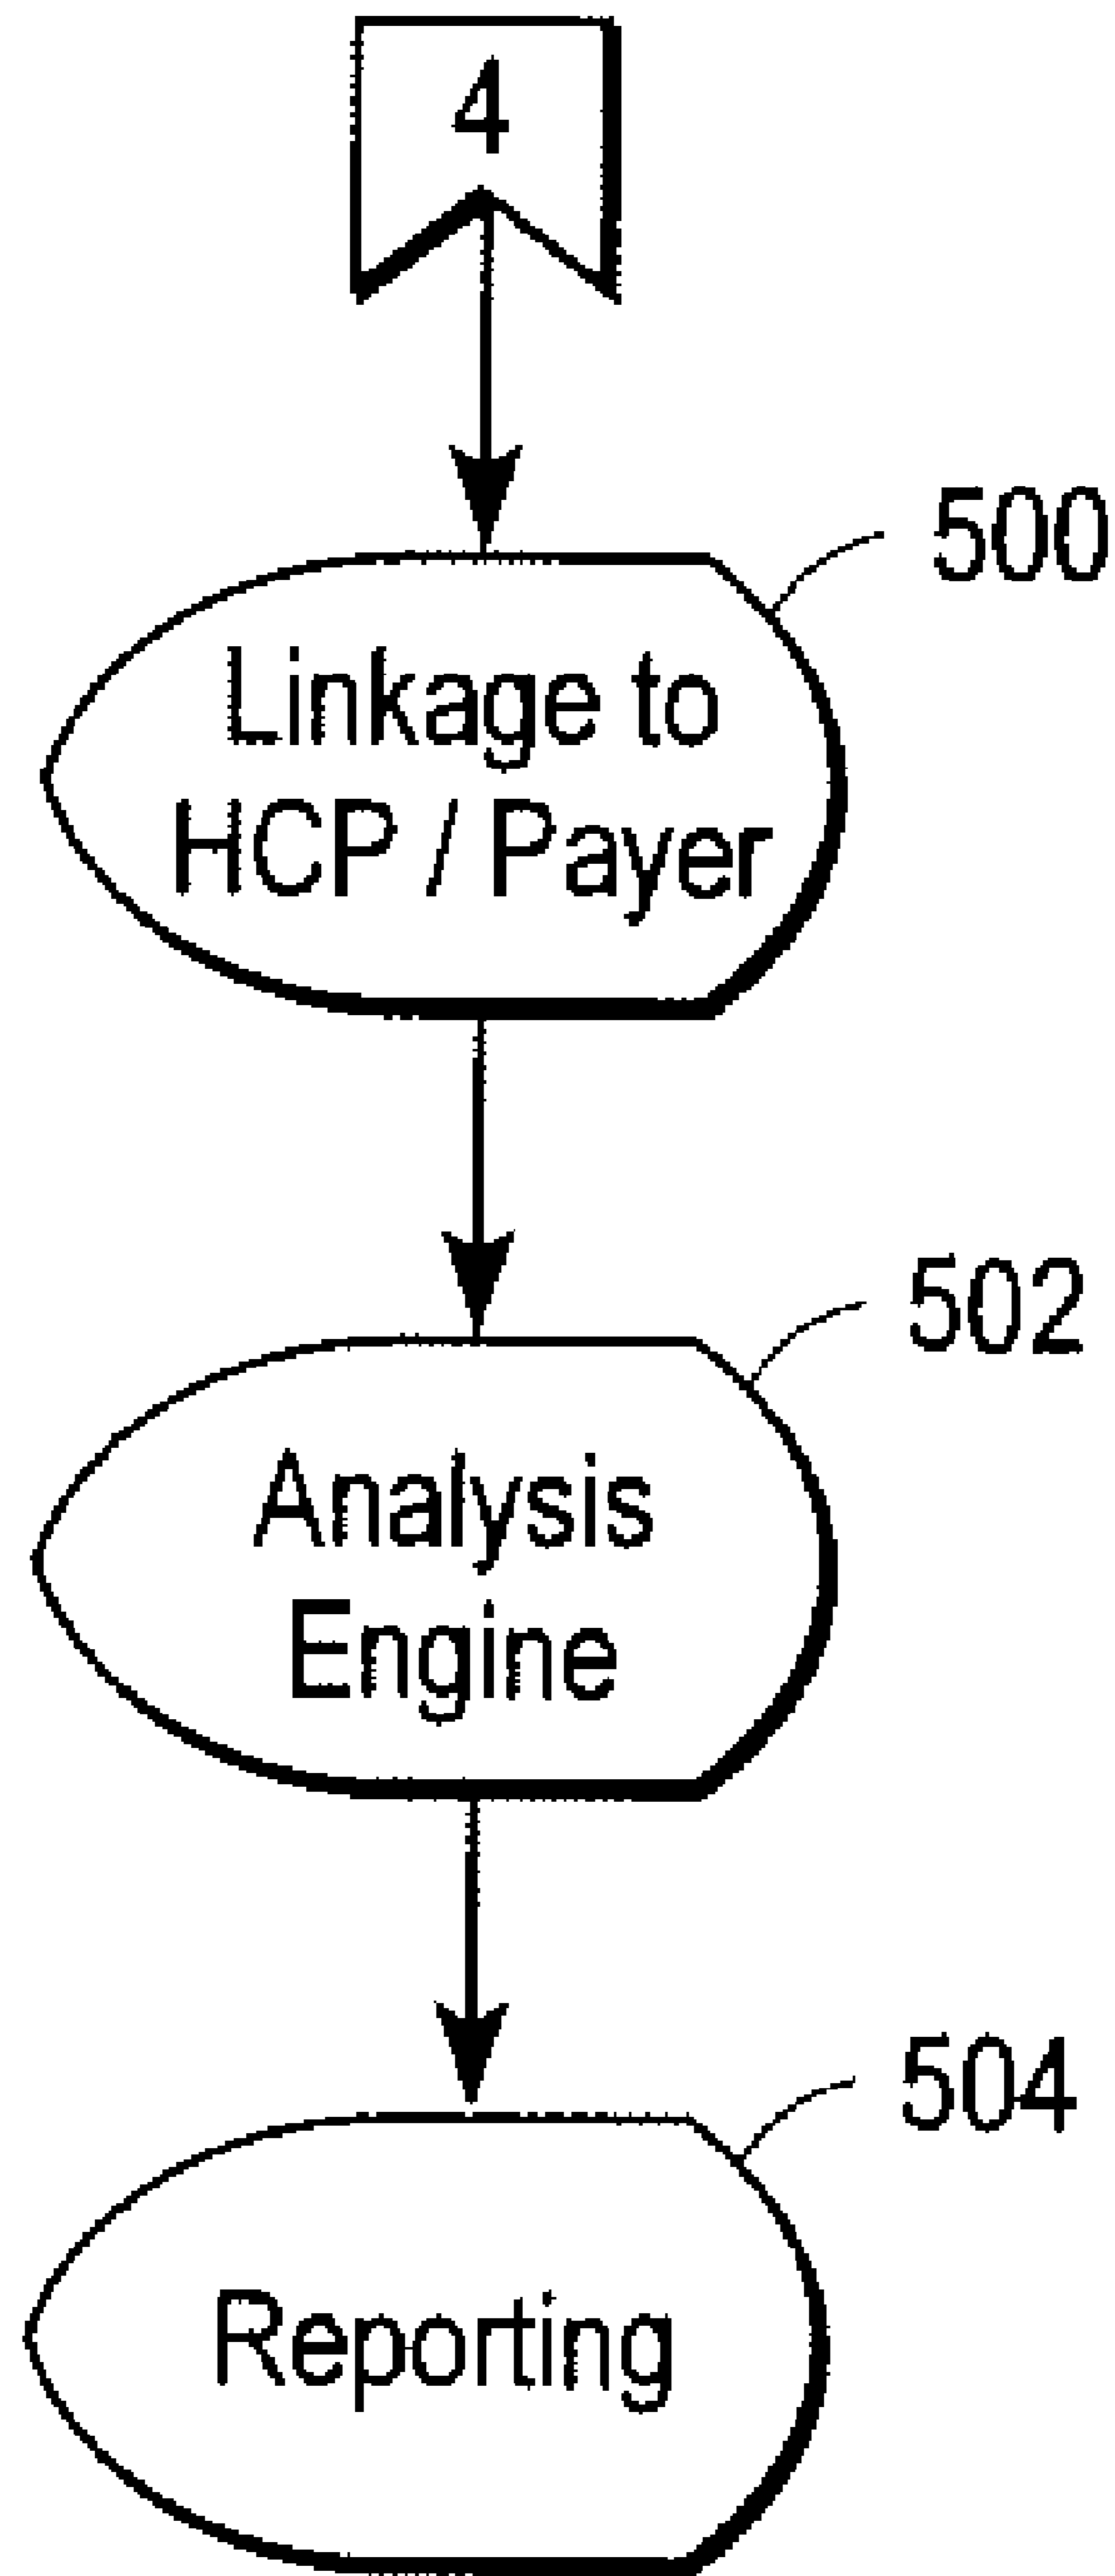 4
500
Linkage to
HCP / Payer
502
Analysis
Engine
504
Reporting